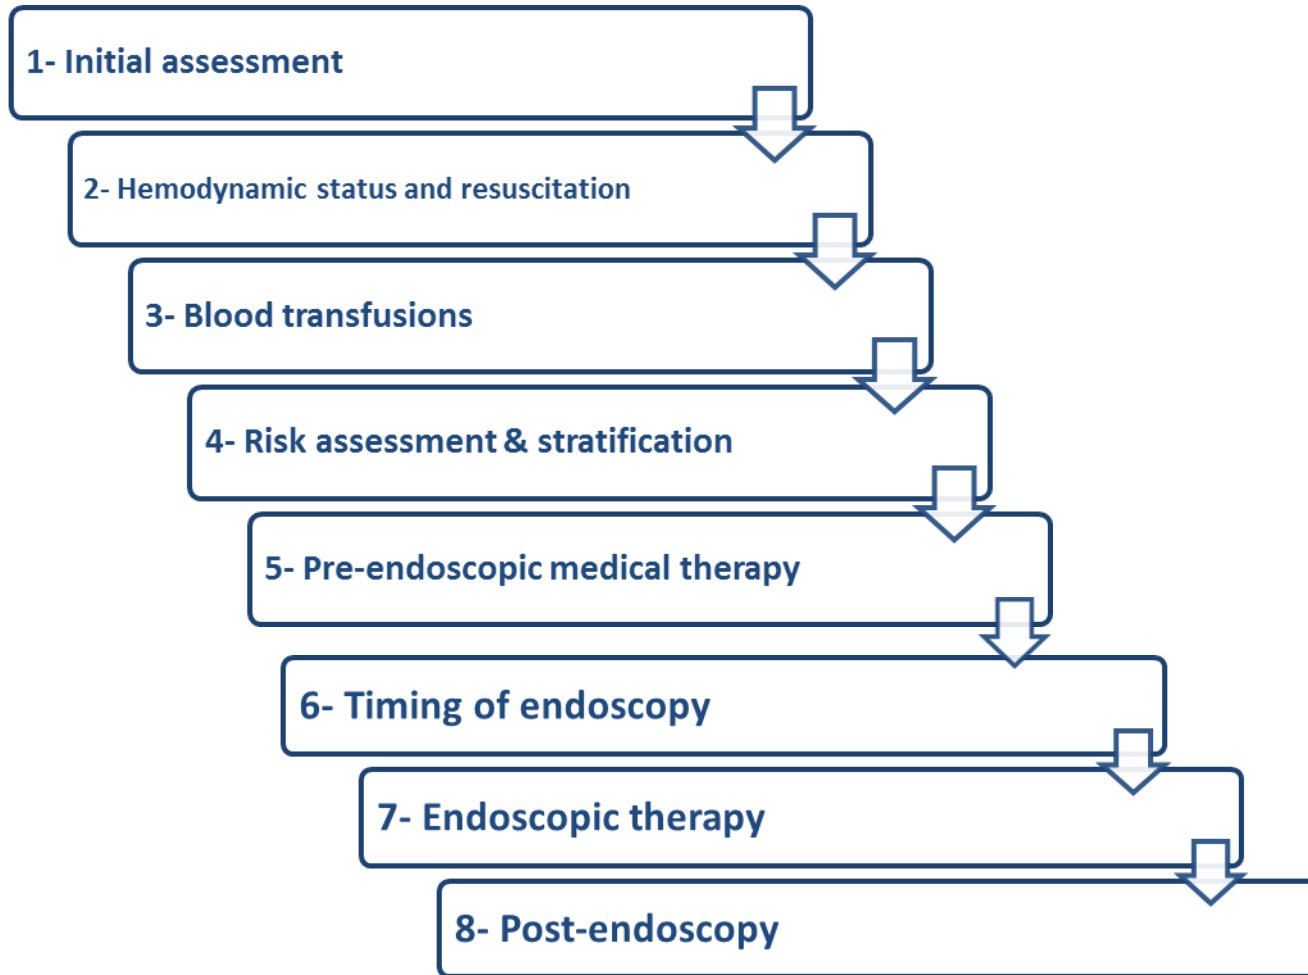 1- Initial assessment
2- Hemodynamic status and resuscitation
3- Blood transfusions
4- Risk assessment & stratification
5- Pre-endoscopic medical therapy
6- Timing of endoscopy
7- Endoscopic therapy
8- Post-endoscopy